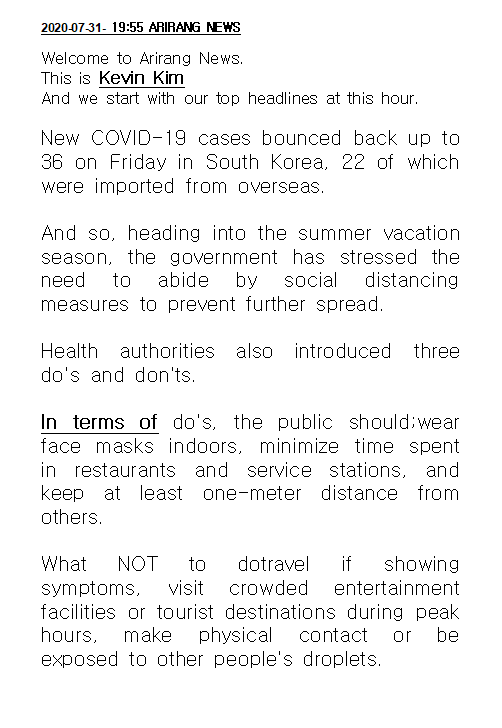 2020-07-31- 19:55 ARIRANG NEWS
Welcome to Arirang News.
This is Kevin Kim
And we start with our top headlines at this hour.
New COVID-19 cases bounced back up to
36 on Friday in South Korea, 22 of which
were imported from overseas.
And so, heading into the summer vacation
season, the government has stressed the
need to abide by social distancing
measures to prevent further spread.
Health authorities also introduced three
do's and don'ts.
In terms of do's, the public should;wear
face masks indoors, minimize time spent
in restaurants and service stations, and
keep at least one-meter distance from
others.
What NOT to dotravel if showing
symptoms, visit crowded entertainment
facilities or tourist destinations during peak
hours, make physical contact or be
exposed to other people's droplets.